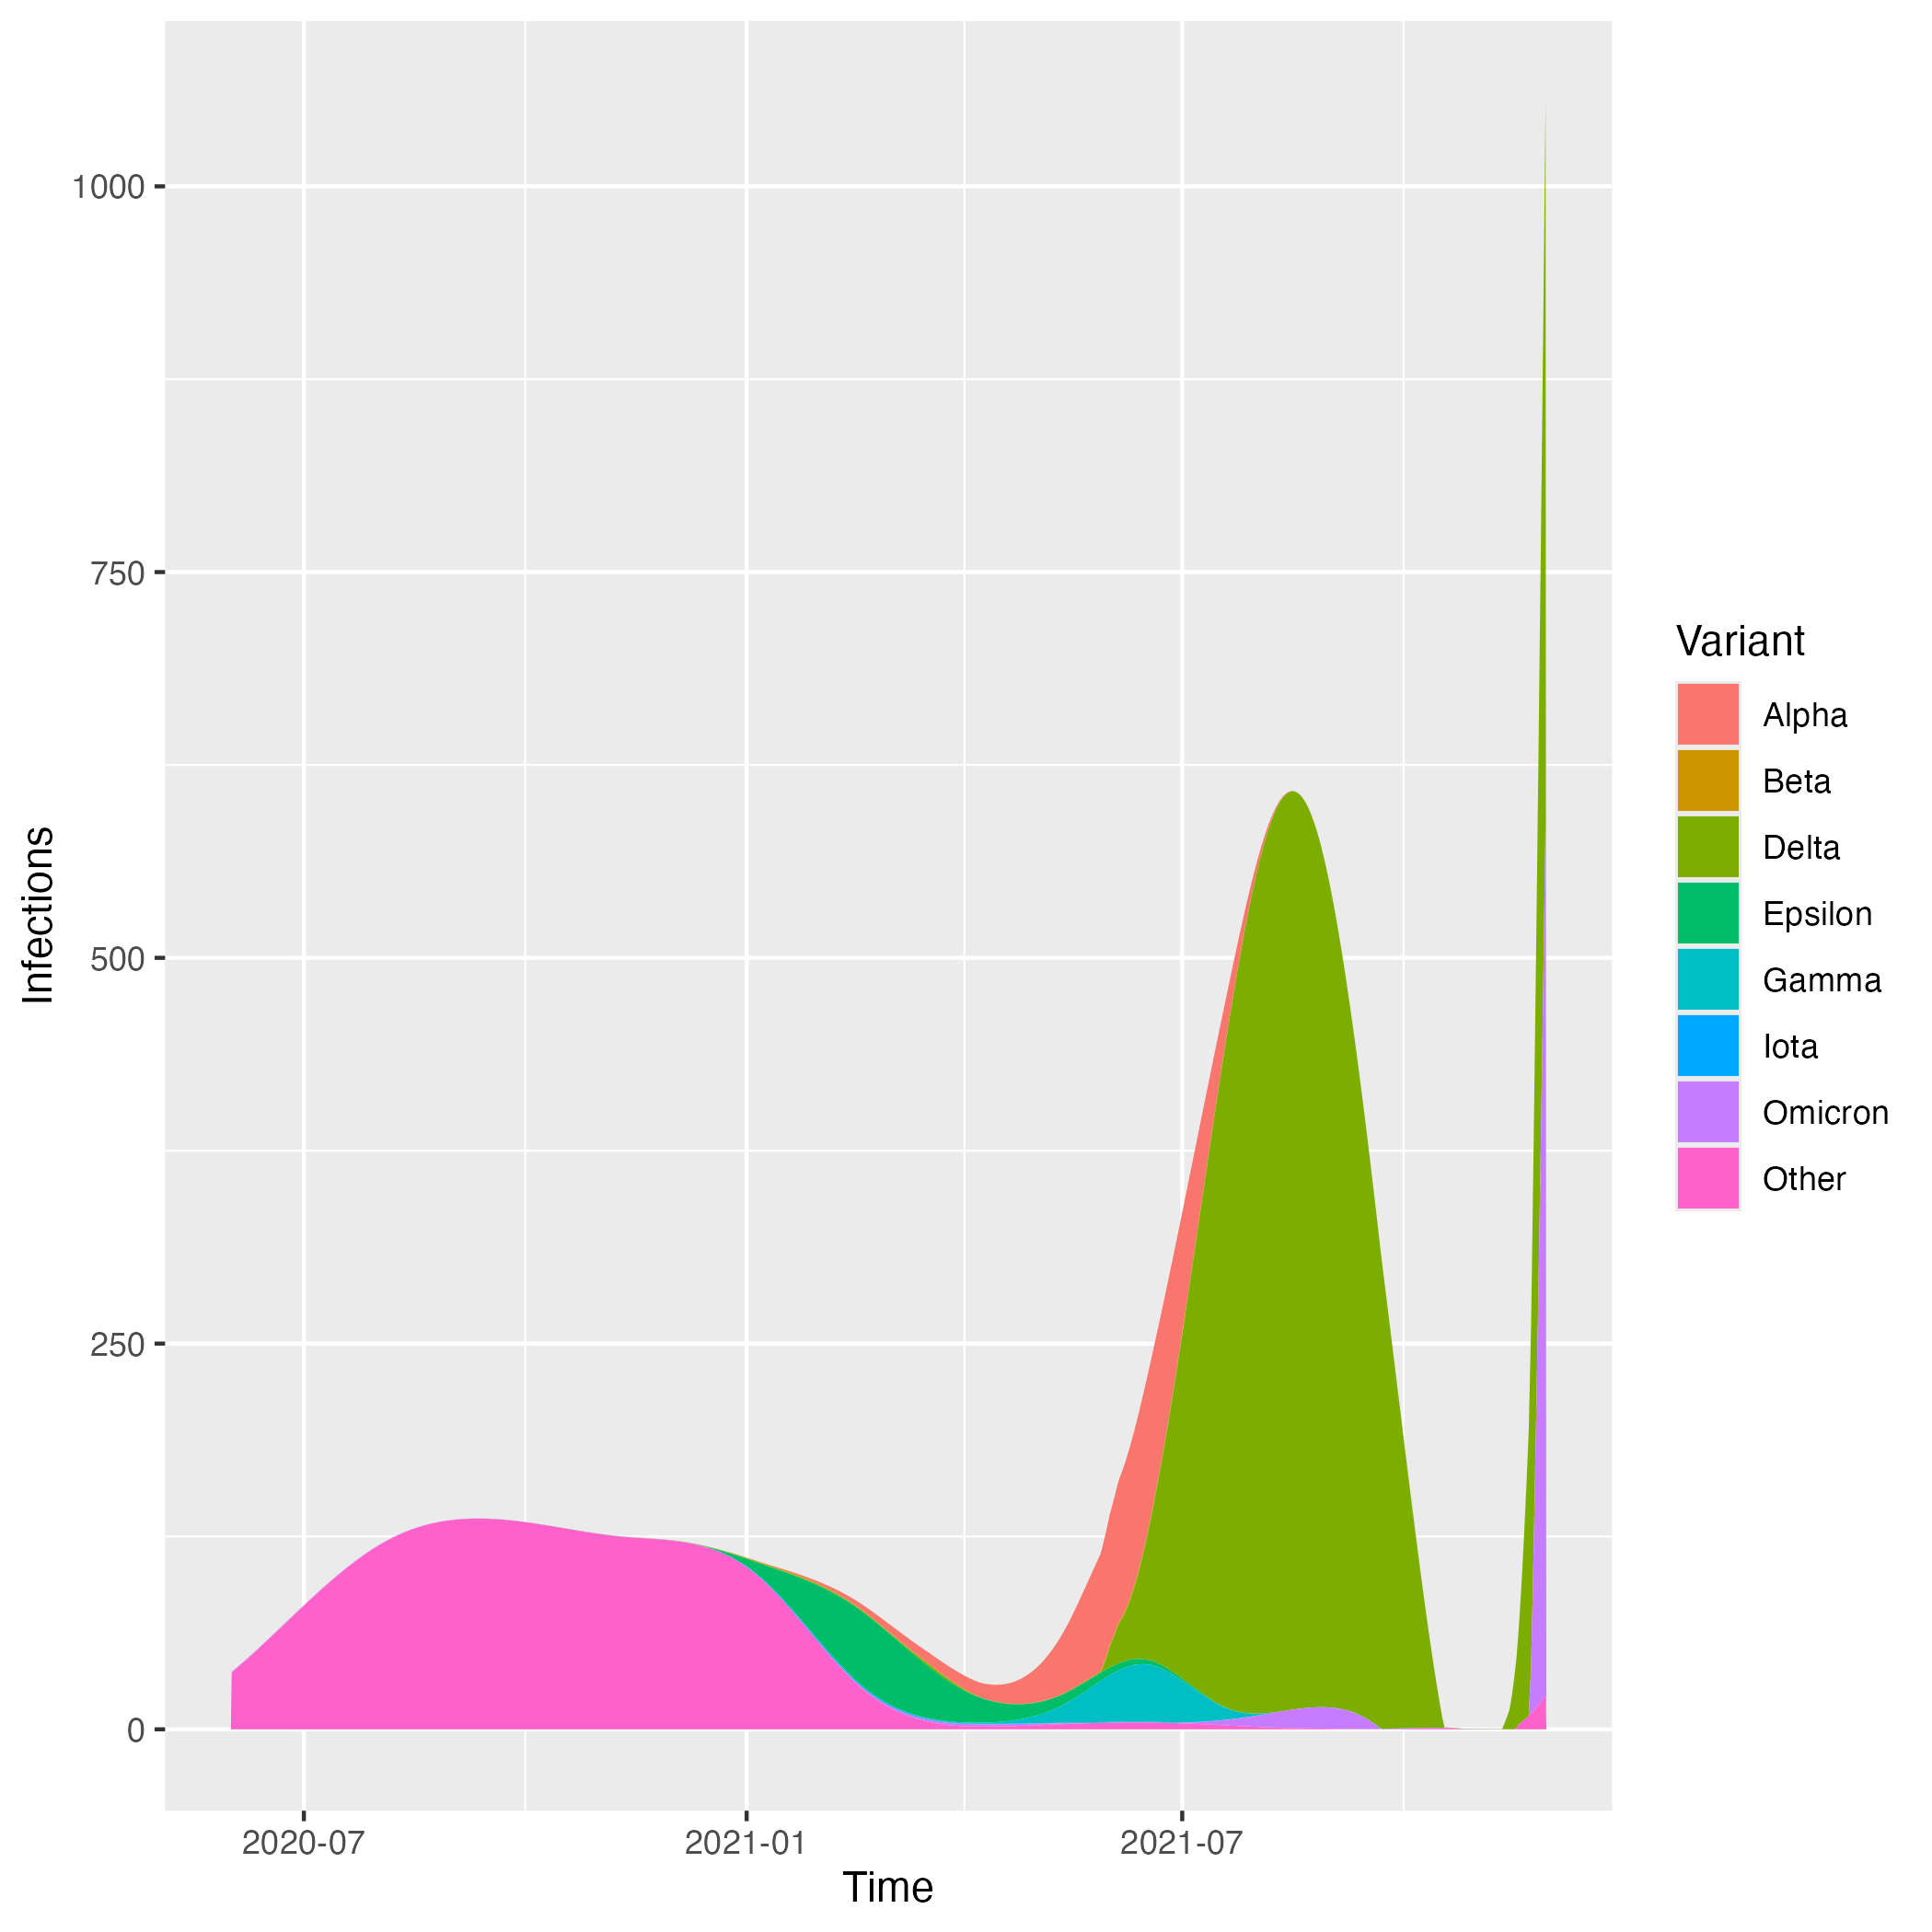 Infections
1000
750
500
250
0
2020-07
2021-01
2021-07
Time
Variant
Alpha
Beta
Delta
Epsilon
Gamma
Iota
Omicron
Other